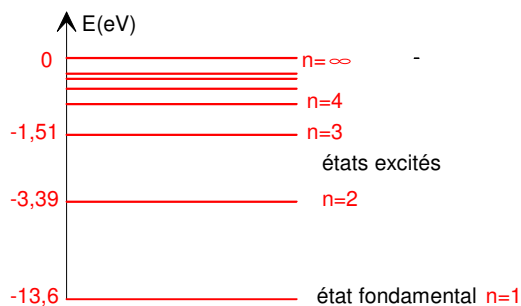 E(eV)
0 n=∞ -
n=4
-1,51 n=3
états excités
-3,39 n=2
-13,6 état fondamental n=1